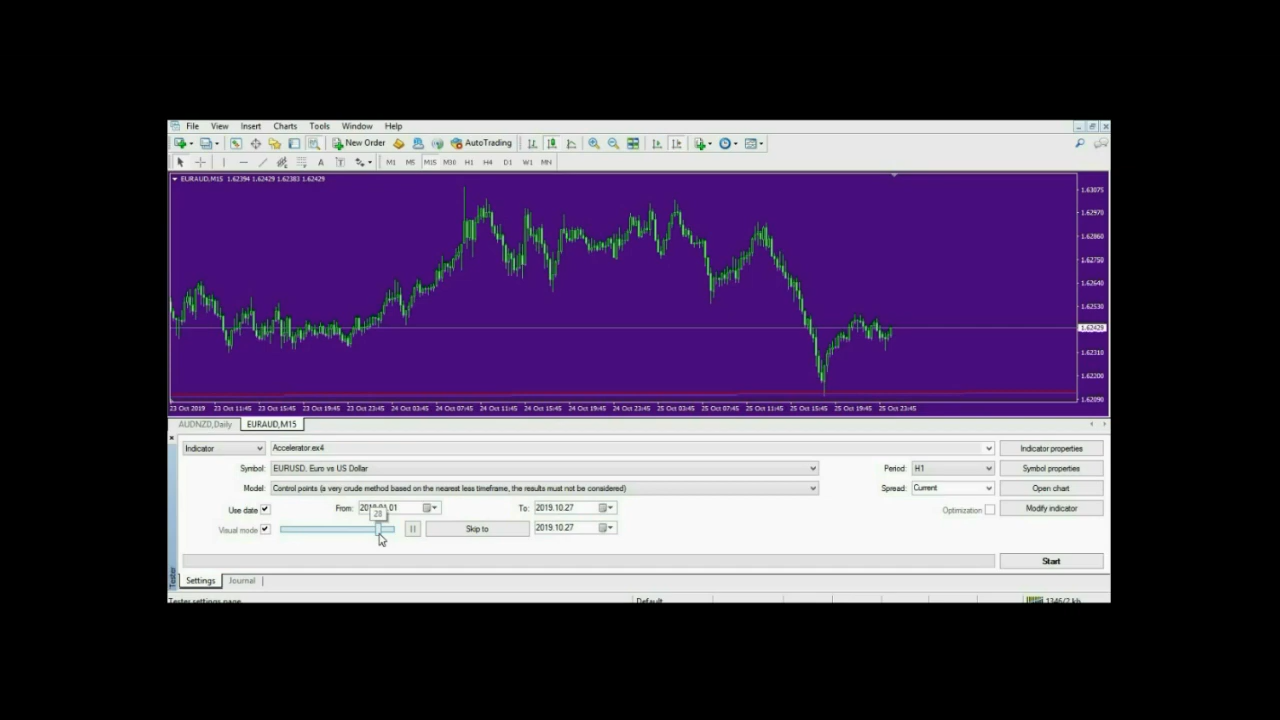 File View Insert Charts Tools Window Help
New Order AutoTrading
A T M1 M5 M15 M30 H1 H4 D1 W1 MN
EURAUD,M15 1.62394 1.62429 1.62383 1.62429
1.63075
1.62970
1.62860
1.62750
1.62640
1.62530
1.62429
1.62310
1.62200
1.62090
23 Oct 2019 23 Oct 11:45 23 Oct 15:45 23 Oct 19:45 23 Oct 23:45 24 Oct 03:45 24 Oct 07:45 24 Oct 11:45 24 Oct 15:45 24 Oct 19:45 24 Oct 23:45 25 Oct 03:45 25 Oct 07:45 25 Oct 11:45 25 Oct 15:45 25 Oct 19:45 25 Oct 23:45
AUDNZD,Daily EURAUD,M15
Indicator Accelerator.ex4 Indicator properties
Symbol: EURUSD, Euro vs US Dollar Period: H1 Symbol properties
Model: Control points (a very crude method based on the nearest less timeframe, the results must not be considered) Spread: Current Open chart
Use date From: To: 2019.10.27 Optimization Modify indicator
28
Visual mode Skip to 2019.10.27
Start
Tester
Settings Journal
Tester settings page Default 1346/2 kb